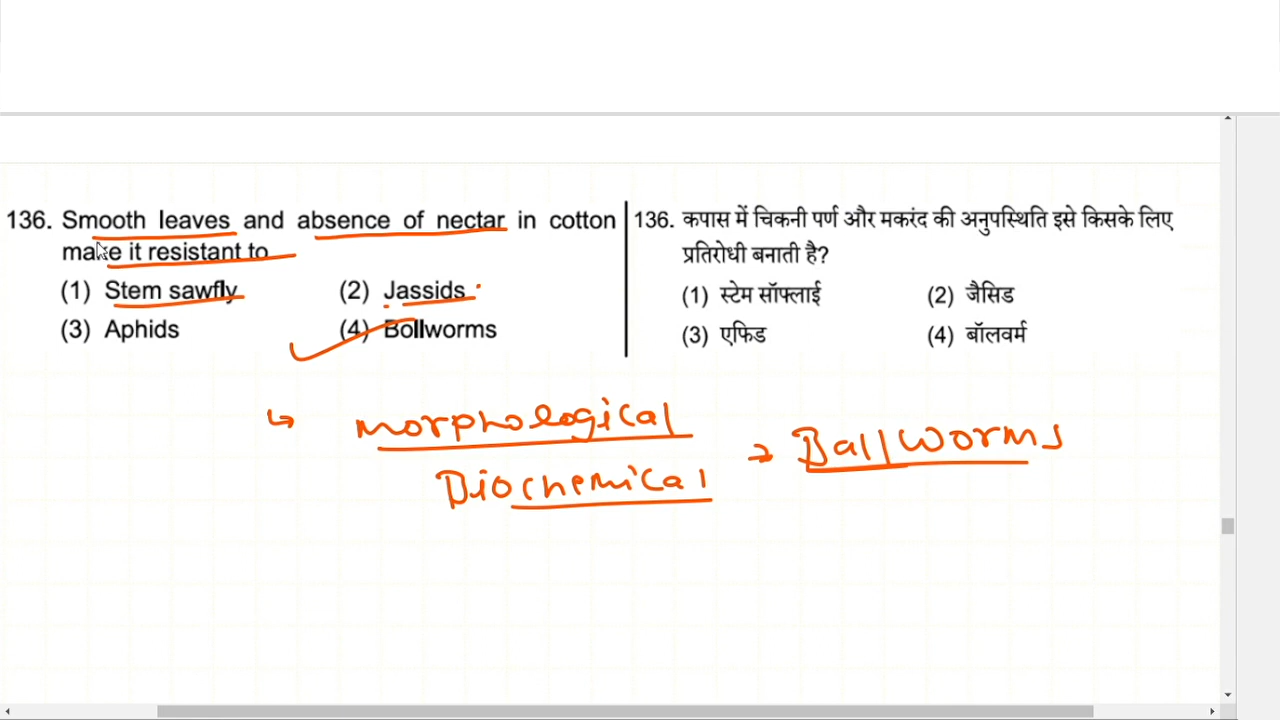 136. Smooth leaves and absence of nectar in cotton
make it resistant to
(1) Stem sawfly (2) Jassids
(3) Aphids (4) Bollworms
136. कपास में चिकनी पर्ण और मकरंद की अनुपस्थिति इसे किसके लिए
प्रतिरोधी बनाती है?
(1) स्टेम सॉफ्लाई (2) जैसिड
(3) एफिड (4) बॉलवर्म
morphological
Biochemical
Ballworms